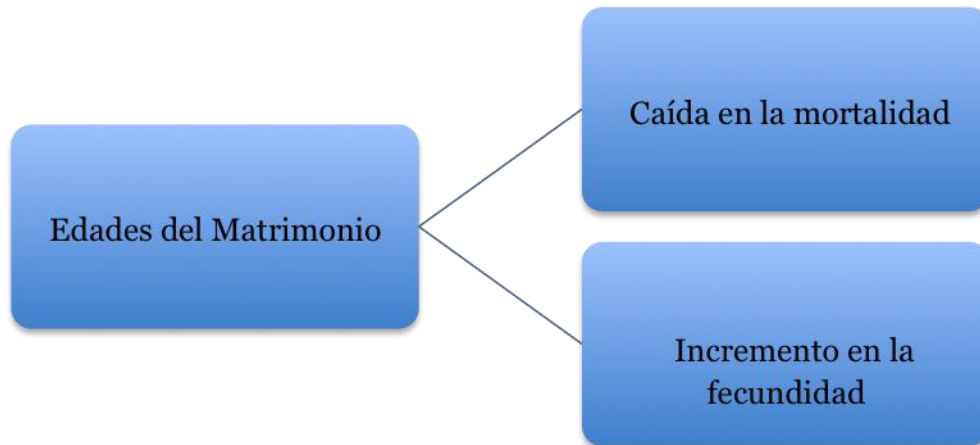 Caída en la mortalidad
Edades del Matrimonio
Incremento en la
fecundidad